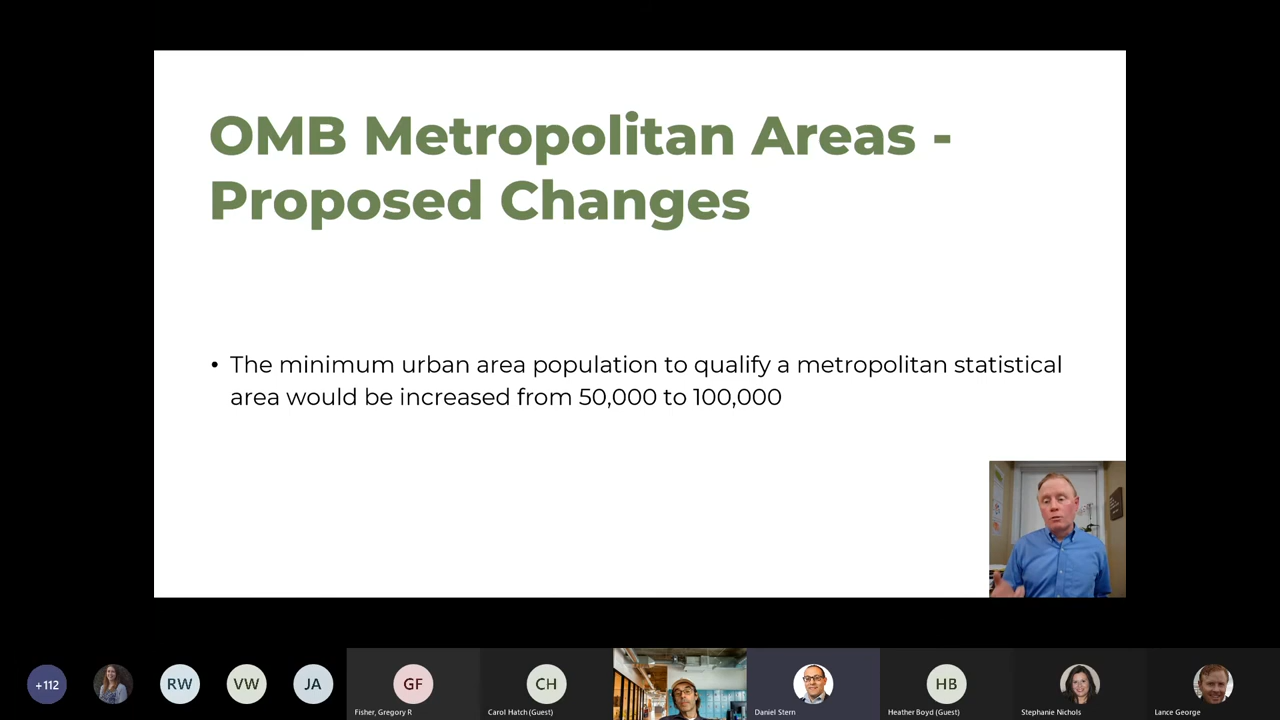 OMB Metropolitan Areas -
Proposed Changes
• The minimum urban area population to qualify a metropolitan statistical
area would be increased from 50,000 to 100,000
+112
RW
VW
JA
GF
Fisher, Gregory R
CH
Carol Hatch (Guest)
Daniel Stern
HB
Heather Boyd (Guest)
Stephanie Nichols
Lance George